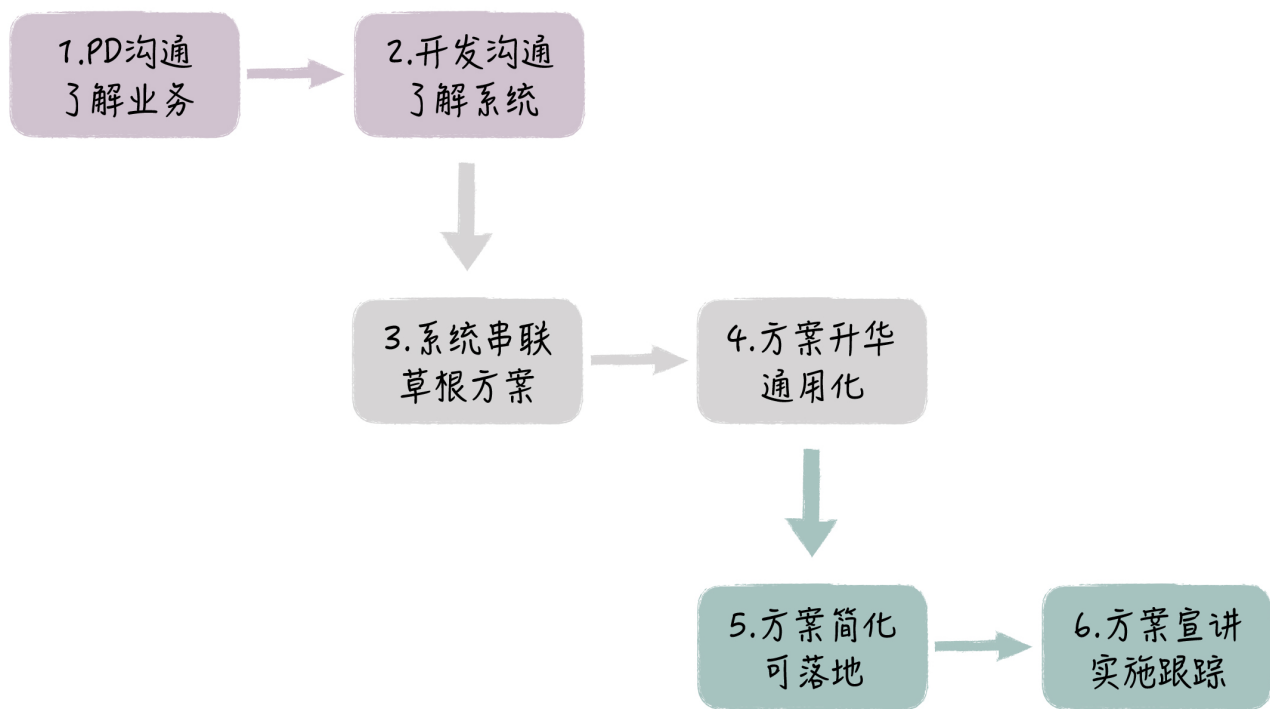 1.PD沟通
了解业务
2.开发沟通
了解系统
3.系统串联
草根方案
4.方案升华
通用化
5.方案简化
可落地
6.方案宣讲
实施跟踪